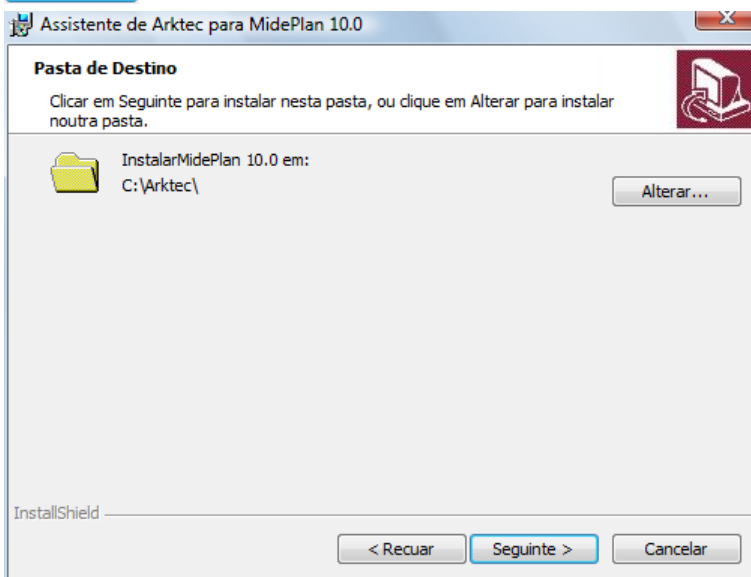 Assistente de Arktec para MidePlan 10.0
Pasta de Destino
Clicar em Seguinte para instalar nesta pasta, ou clique em Alterar para instalar
noutra pasta.
InstalarMidePlan 10.0 em:
C:\Arktec\
Alterar...
InstallShield
< Recuar
Seguinte >
Cancelar